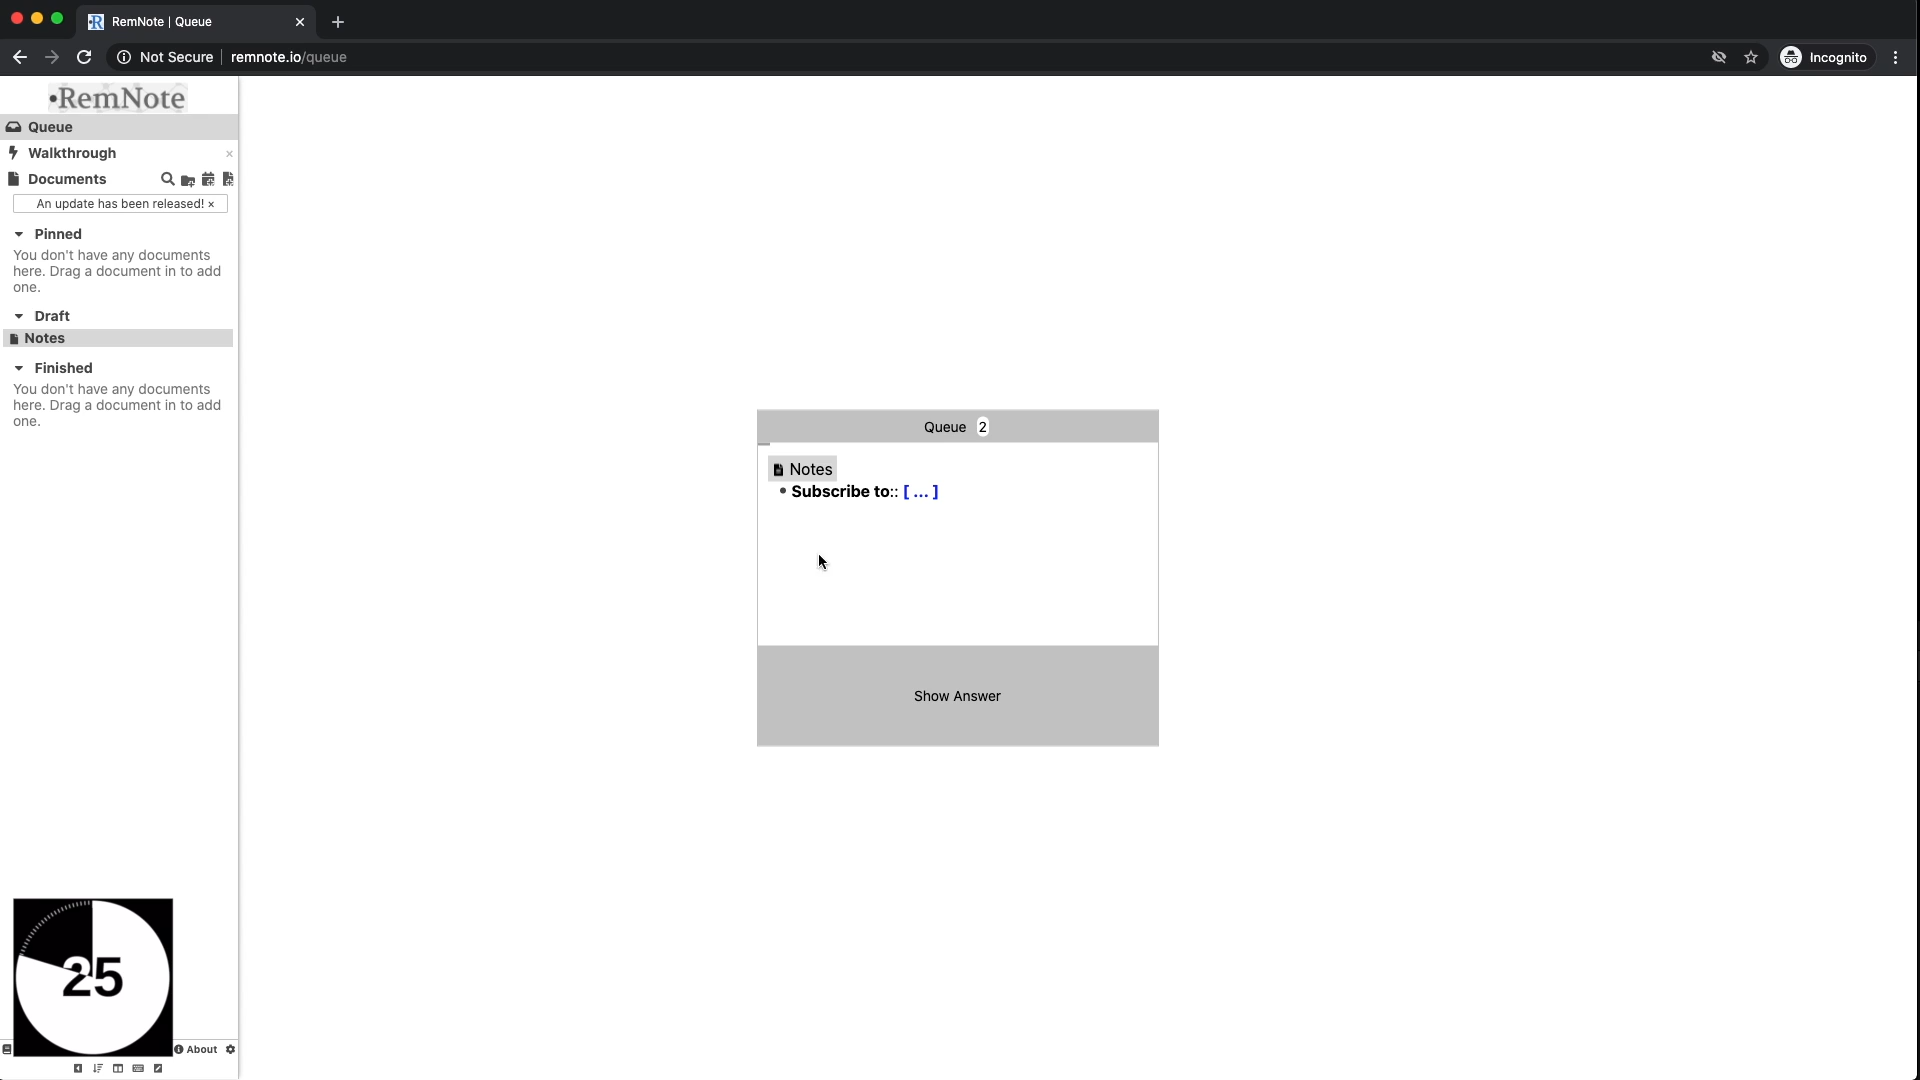 RemNote | Queue
Not Secure
remnote.io/queue
Incognito
•RemNote
Queue
Walkthrough
Documents
An update has been released! ×
Pinned
You don't have any documents
here. Drag a document in to add
one.
Draft
Notes
Finished
You don't have any documents
here. Drag a document in to add
one.
Queue 2
Notes
Subscribe to:: [ ... ]
Show Answer
25
About